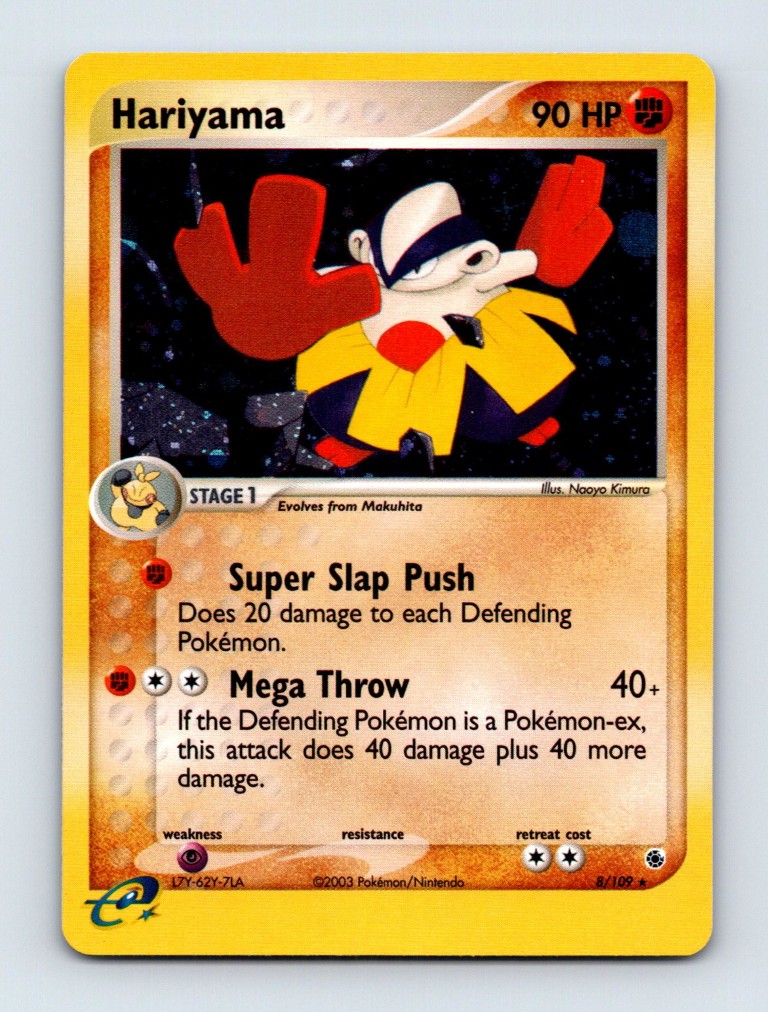 Hariyama
90 HP
Illus. Naoyo Kimura
STAGE 1
Evolves from Makuhita
Super Slap Push
Does 20 damage to each Defending
Pokémon.
Mega Throw 40+
If the Defending Pokémon is a Pokémon-ex,
this attack does 40 damage plus 40 more
damage.
weakness resistance retreat cost
L7Y-62Y-7LA ©2003 Pokémon/Nintendo 8/109 ★
e